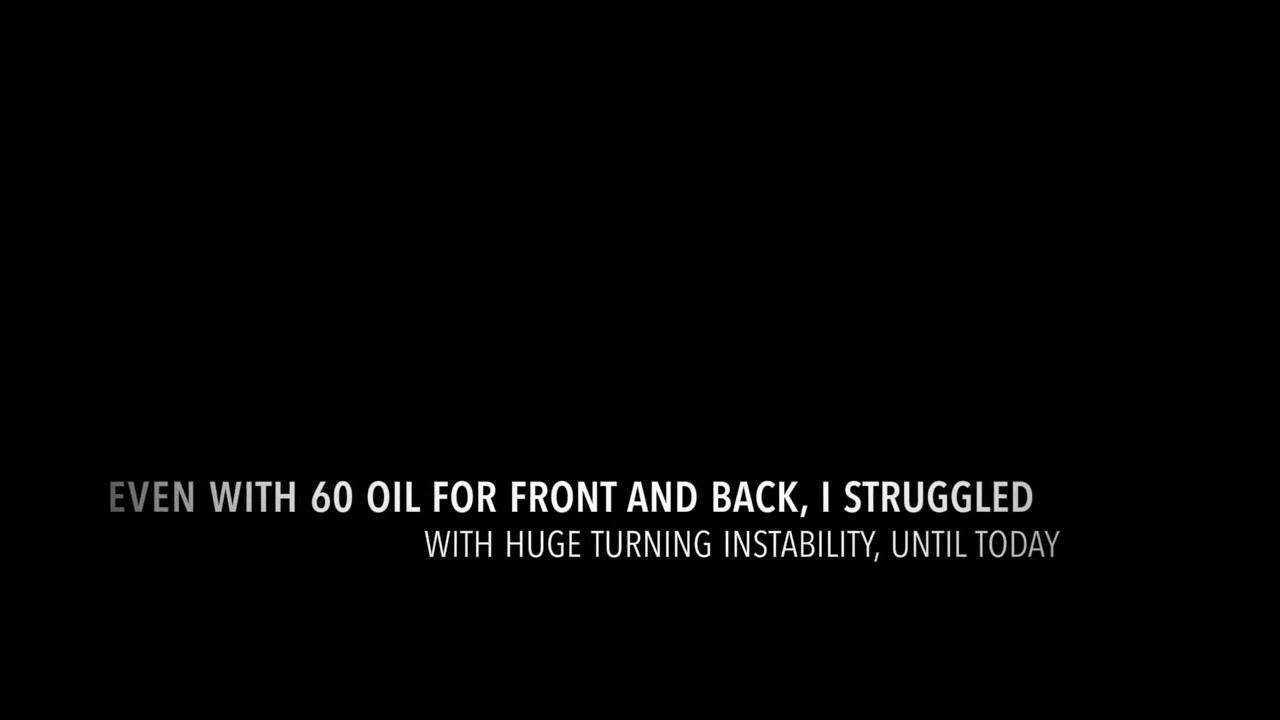 EVEN WITH 60 OIL FOR FRONT AND BACK, I STRUGGLED
WITH HUGE TURNING INSTABILITY, UNTIL TODAY